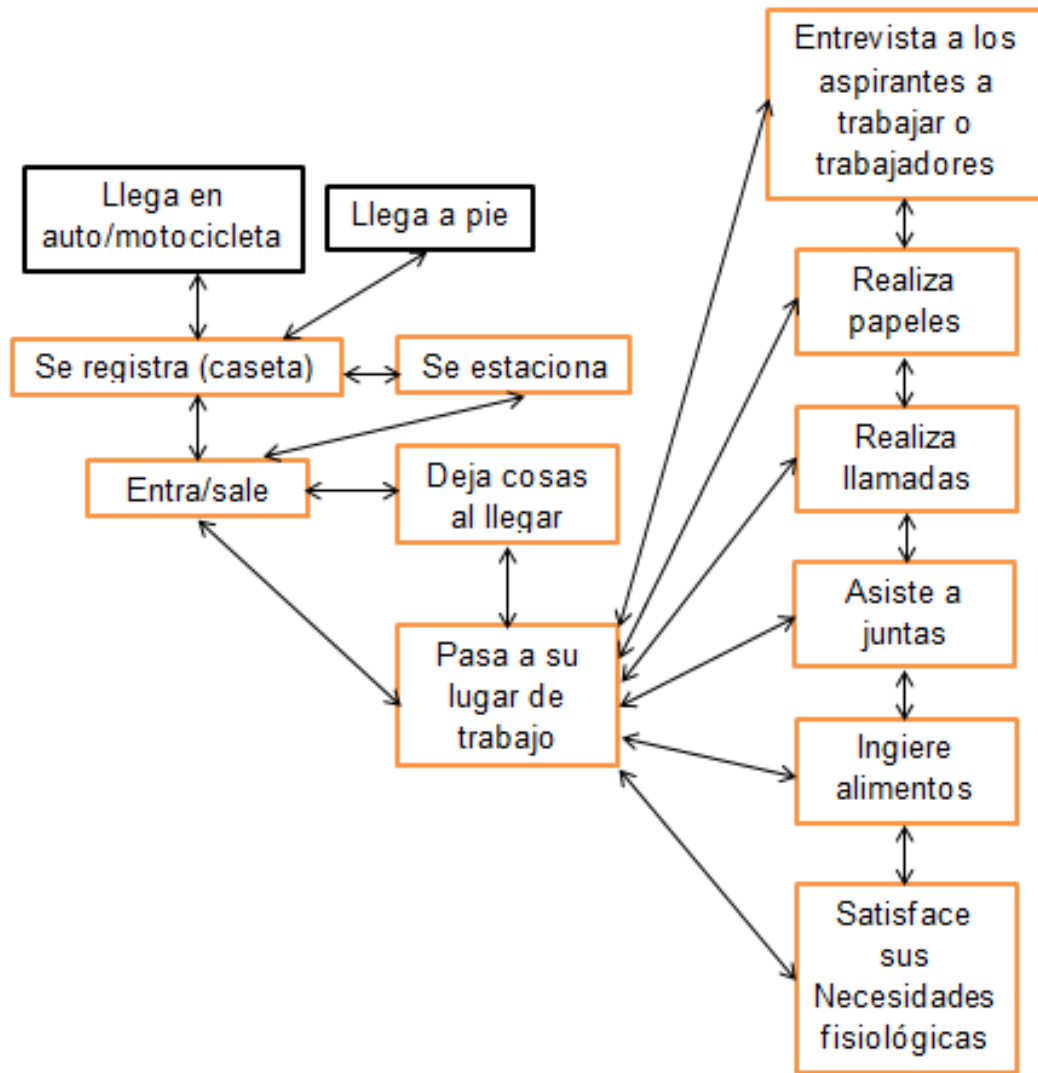 Llega en
auto/motocicleta
Llega a pie
Se registra (caseta)
Se estaciona
Entra/sale
Deja cosas
al llegar
Pasa a su
lugar de
trabajo
Entrevista a los
aspirantes a
trabajar o
trabajadores
Realiza
papeles
Realiza
llamadas
Asiste a
juntas
Ingiere
alimentos
Satisface
sus
Necesidades
fisiológicas